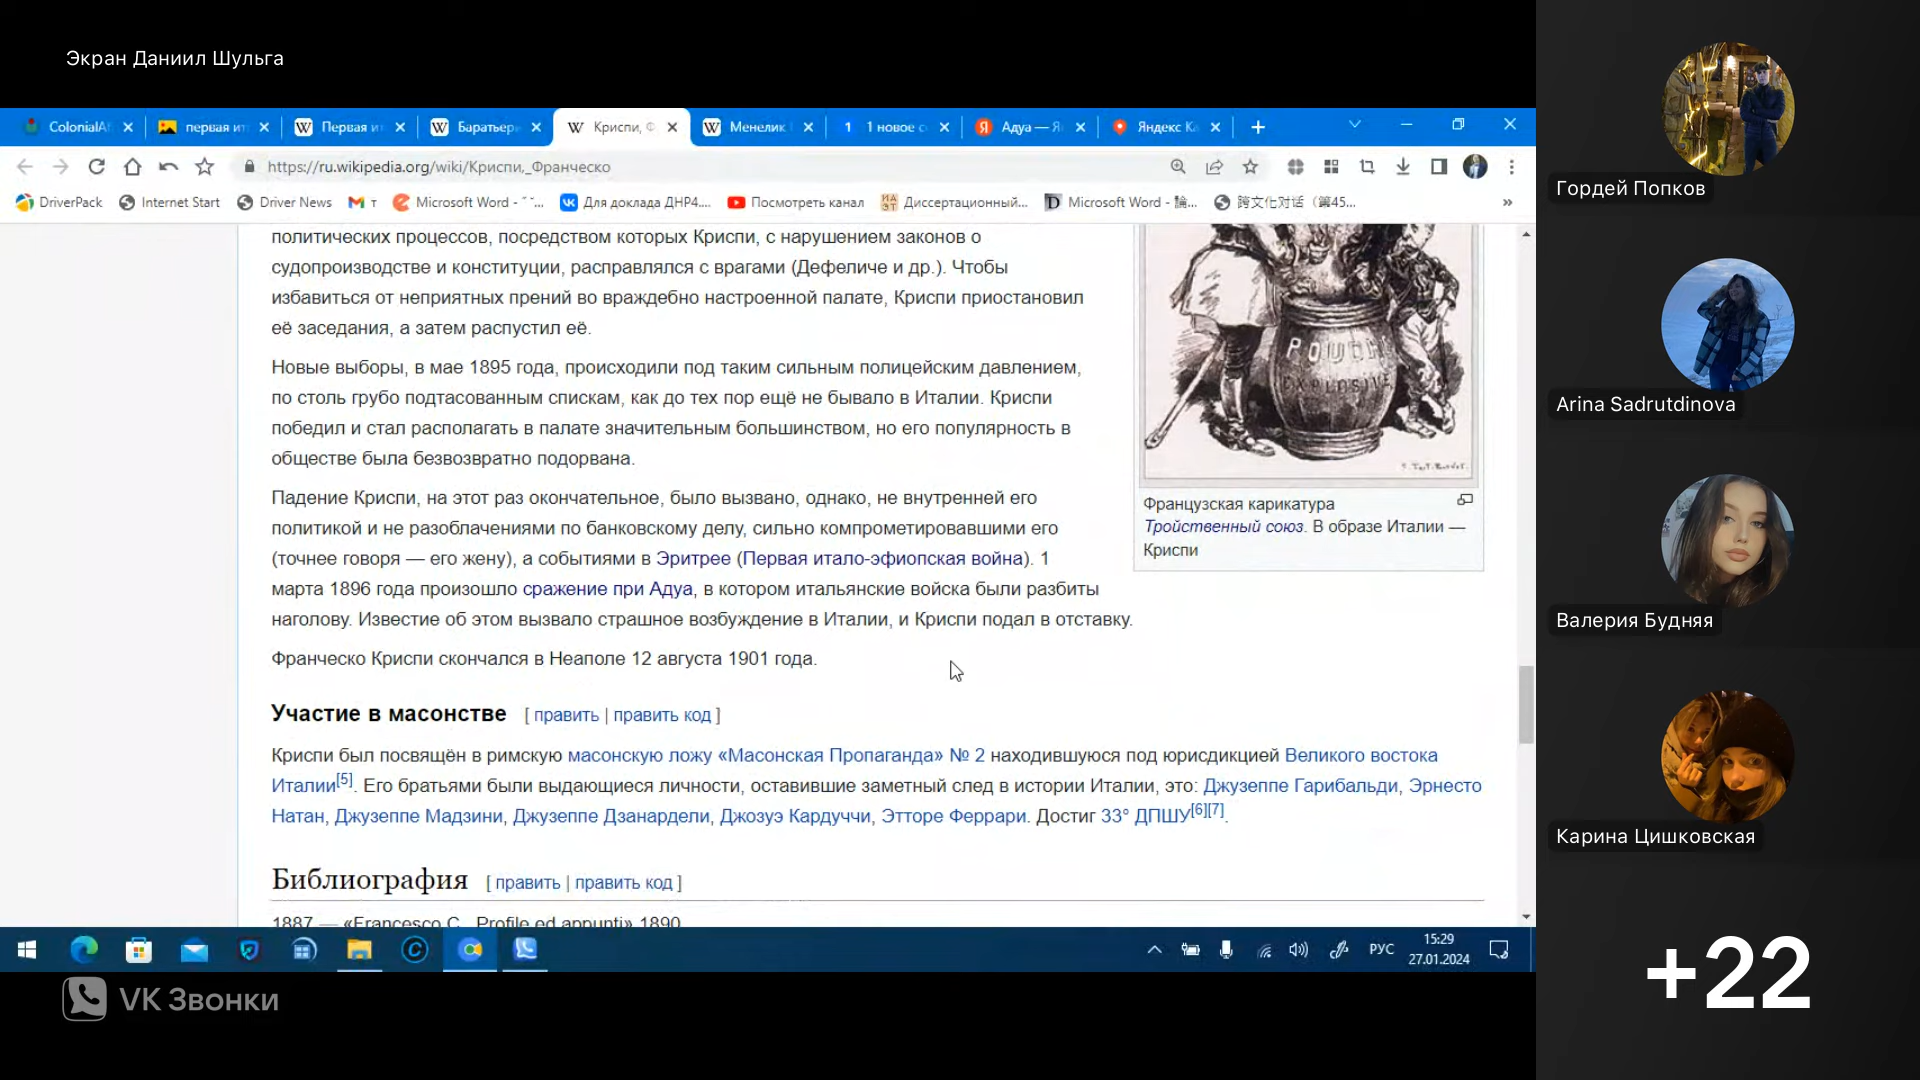 Экран Даниил Шульга
ColonialAf
первая ит
Первая и
Баратьер
Криспи, Ф
Менелик
1 новое с
Адуа — Я
Яндекс К
https://ru.wikipedia.org/wiki/Криспи,_Франческо
DriverPack
Internet Start
Driver News
т
Microsoft Word - ˜ ˜...
Для доклада ДНР4....
Посмотреть канал
Диссертационный...
Microsoft Word - 論...
跨文化对话（第45...
»
политических процессов, посредством которых Криспи, с нарушением законов о
судопроизводстве и конституции, расправлялся с врагами (Дефеличе и др.). Чтобы
избавиться от неприятных прений во враждебно настроенной палате, Криспи приостановил
её заседания, а затем распустил её.
Новые выборы, в мае 1895 года, происходили под таким сильным полицейским давлением,
по столь грубо подтасованным спискам, как до тех пор ещё не бывало в Италии. Криспи
победил и стал располагать в палате значительным большинством, но его популярность в
обществе была безвозвратно подорвана.
Падение Криспи, на этот раз окончательное, было вызвано, однако, не внутренней его
политикой и не разоблачениями по банковскому делу, сильно компрометировавшими его
(точнее говоря — его жену), а событиями в Эритрее (Первая итало-эфиопская война). 1
марта 1896 года произошло сражение при Адуа, в котором итальянские войска были разбиты
наголову. Известие об этом вызвало страшное возбуждение в Италии, и Криспи подал в отставку.
Франческо Криспи скончался в Неаполе 12 августа 1901 года.
POUDR
EXPLOSIVE
Французская карикатура
Тройственный союз. В образе Италии —
Криспи
Участие в масонстве [ править | править код ]
Криспи был посвящён в римскую масонскую ложу «Масонская Пропаганда» № 2 находившуюся под юрисдикцией Великого востока
Италии[5]. Его братьями были выдающиеся личности, оставившие заметный след в истории Италии, это: Джузеппе Гарибальди, Эрнесто
Натан, Джузеппе Мадзини, Джузеппе Дзанардели, Джозуэ Кардуччи, Этторе Феррари. Достиг 33° ДПШУ[6][7].
Библиография [ править | править код ]
1887 — «Francesco C., Profile ed appunti» 1890
РУС
15:29
27.01.2024
VK Звонки
Гордей Попков
Arina Sadrutdinova
Валерия Будняя
Карина Цишковская
+22